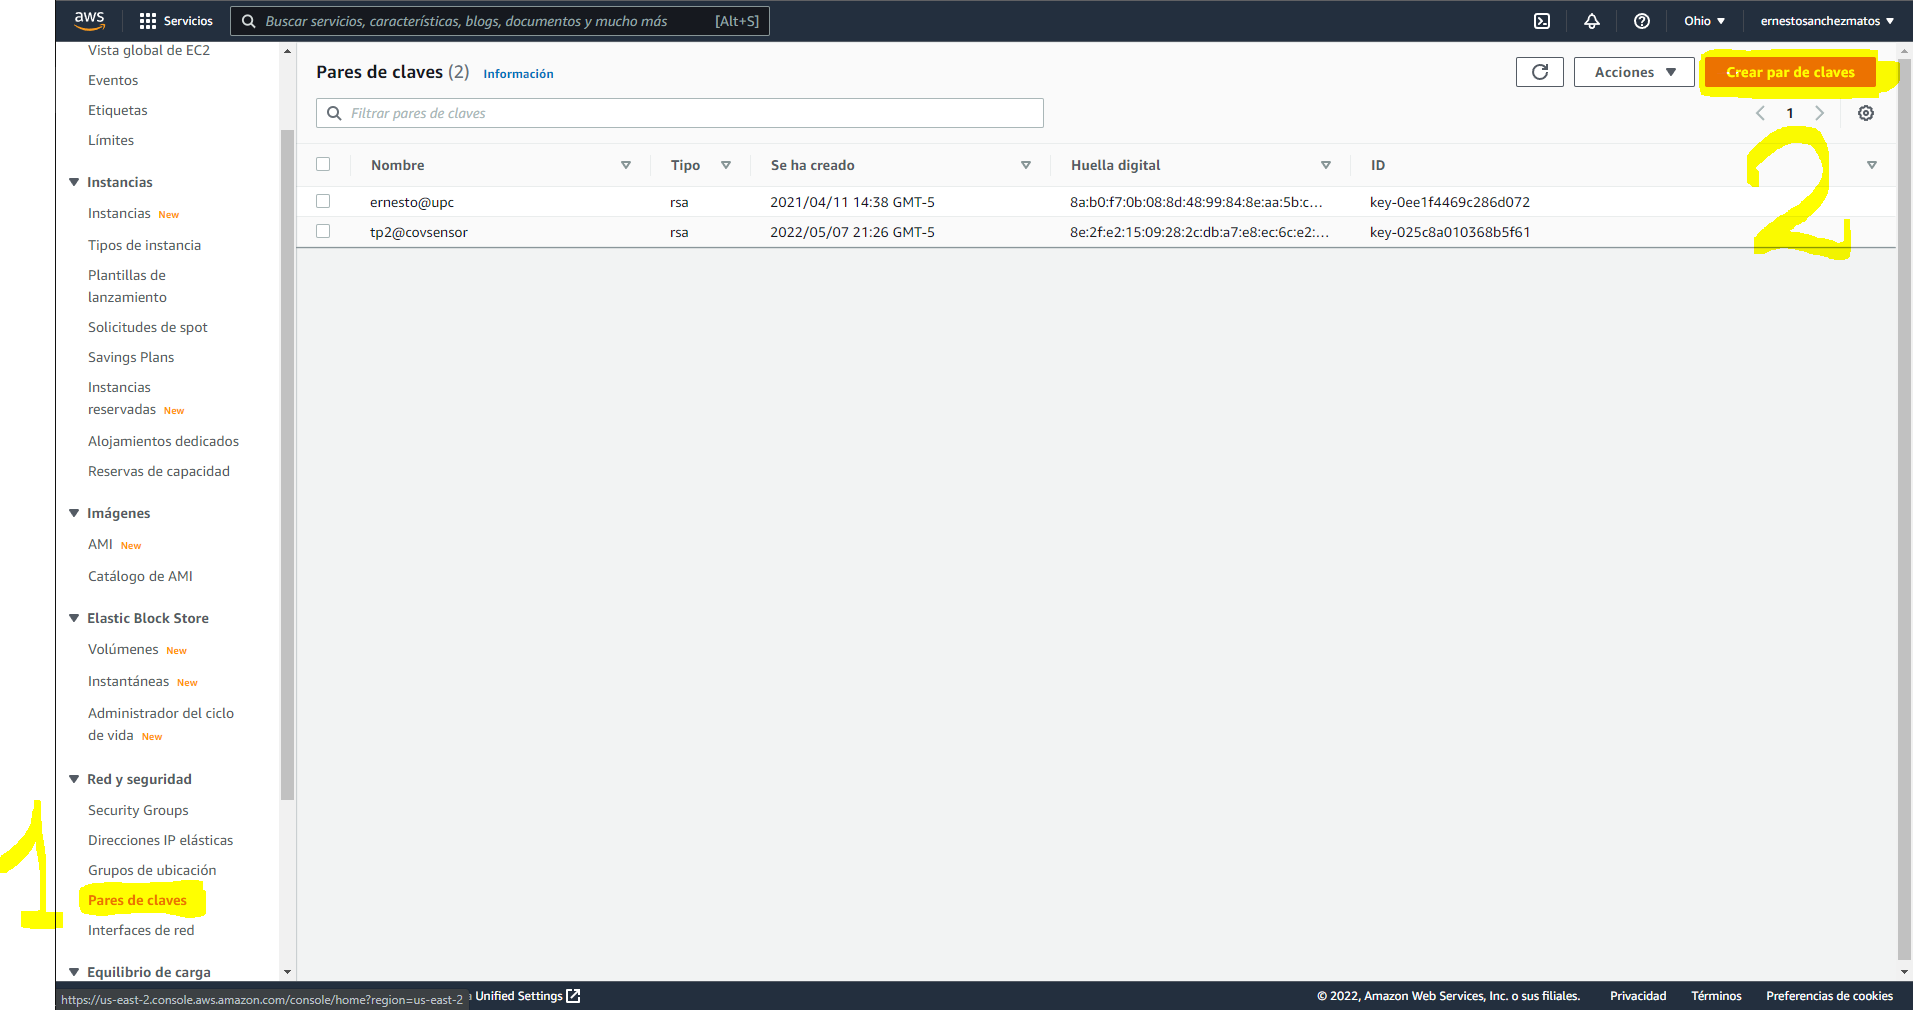 aws
Servicios
Buscar servicios, características, blogs, documentos y mucho más
[Alt+S]
Ohio
ernestosanchezmatos
Vista global de EC2
Eventos
Etiquetas
Límites
Instancias
Instancias New
Tipos de instancia
Plantillas de
lanzamiento
Solicitudes de spot
Savings Plans
Instancias
reservadas New
Alojamientos dedicados
Reservas de capacidad
Imágenes
AMI New
Catálogo de AMI
Elastic Block Store
Volúmenes New
Instantáneas New
Administrador del ciclo
de vida New
Red y seguridad
Security Groups
Direcciones IP elásticas
Grupos de ubicación
1
Pares de claves
Interfaces de red
Equilibrio de carga
Pares de claves (2) Información
Acciones
Crear par de claves
Filtrar pares de claves
1
2
Nombre Tipo Se ha creado Huella digital ID
ernesto@upc rsa 2021/04/11 14:38 GMT-5 8a:b0:f7:0b:08:8d:48:99:84:8e:aa:5b:c... key-0ee1f4469c286d072
tp2@covsensor rsa 2022/05/07 21:26 GMT-5 8e:2f:e2:15:09:28:2c:db:a7:e8:ec:6c:e2:... key-025c8a010368b5f61
https://us-east-2.console.aws.amazon.com/console/home?region=us-east-2
a Unified Settings
© 2022, Amazon Web Services, Inc. o sus filiales.
Privacidad
Términos
Preferencias de cookies